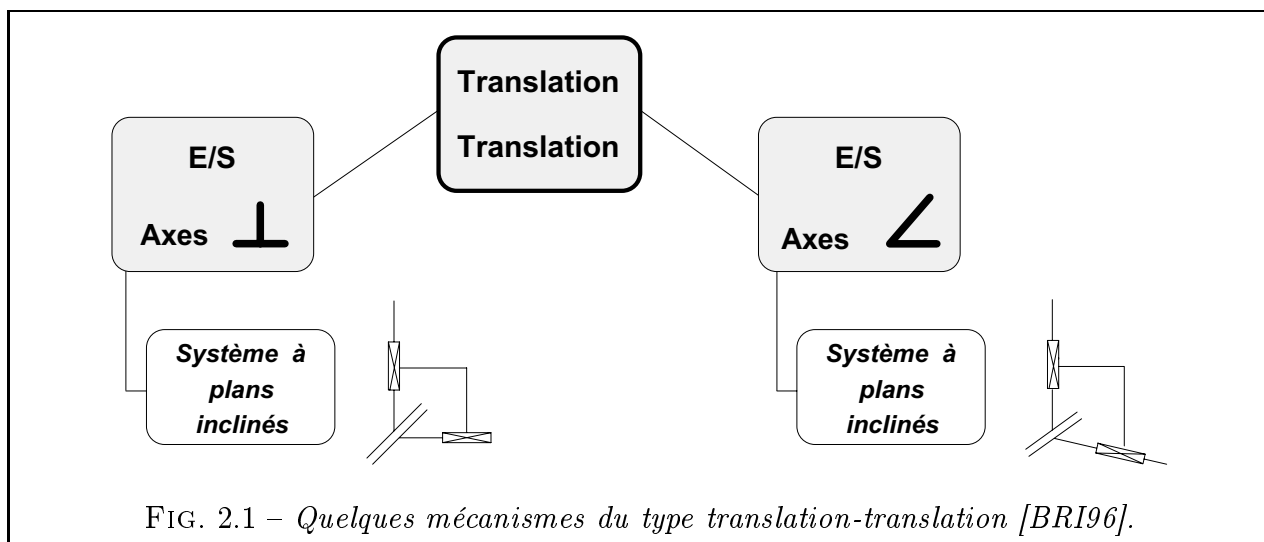 Translation
Translation
E/S
Axes
Système à
plans
inclinés
E/S
Axes
Système à
plans
inclinés
FIG. 2.1 – Quelques mécanismes du type translation-translation [BRI96].